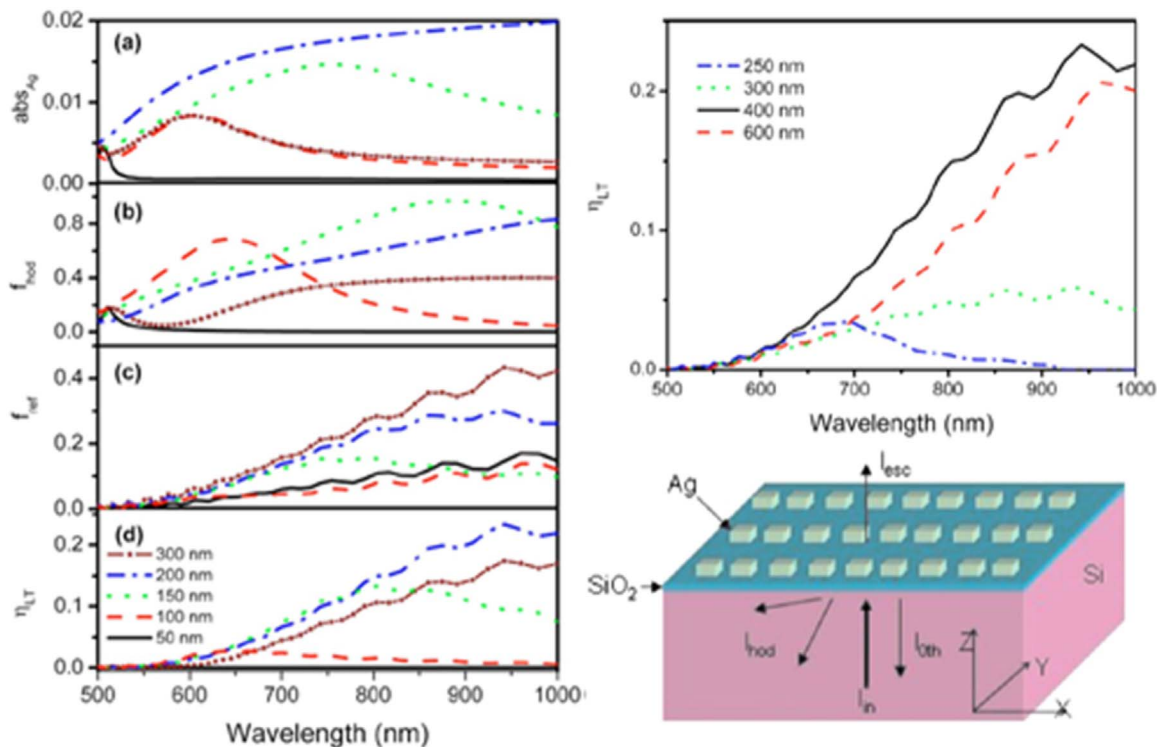 (a)
0.02
0.01
0.00
abs_Ag
(b)
0.8
0.4
0.0
f_hod
(c)
0.4
0.2
0.0
f_ref
(d)
0.2
0.1
0.0
η_LT
300 nm
200 nm
150 nm
100 nm
50 nm
500 600 700 800 900 1000
Wavelength (nm)
0.2
0.1
0.0
η_LT
250 nm
300 nm
400 nm
600 nm
500 600 700 800 900 1000
Wavelength (nm)
I_esc
Ag
SiO₂
Si
I_hod
I_0th
I_in
Z
Y
X